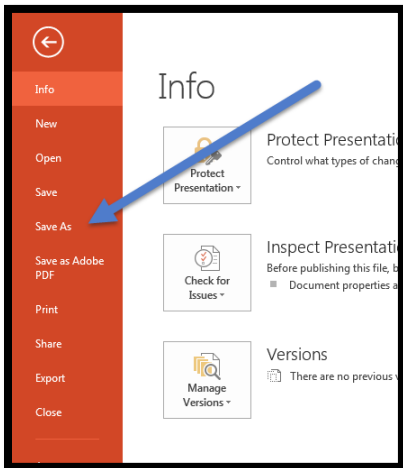 Info
New
Open
Save
Save As
Save as Adobe
PDF
Print
Share
Export
Close
Info
Protect
Presentation
Protect Presentati
Control what types of chang
Check for
Issues
Inspect Presentati
Before publishing this file, b
Document properties a
Manage
Versions
Versions
There are no previous v